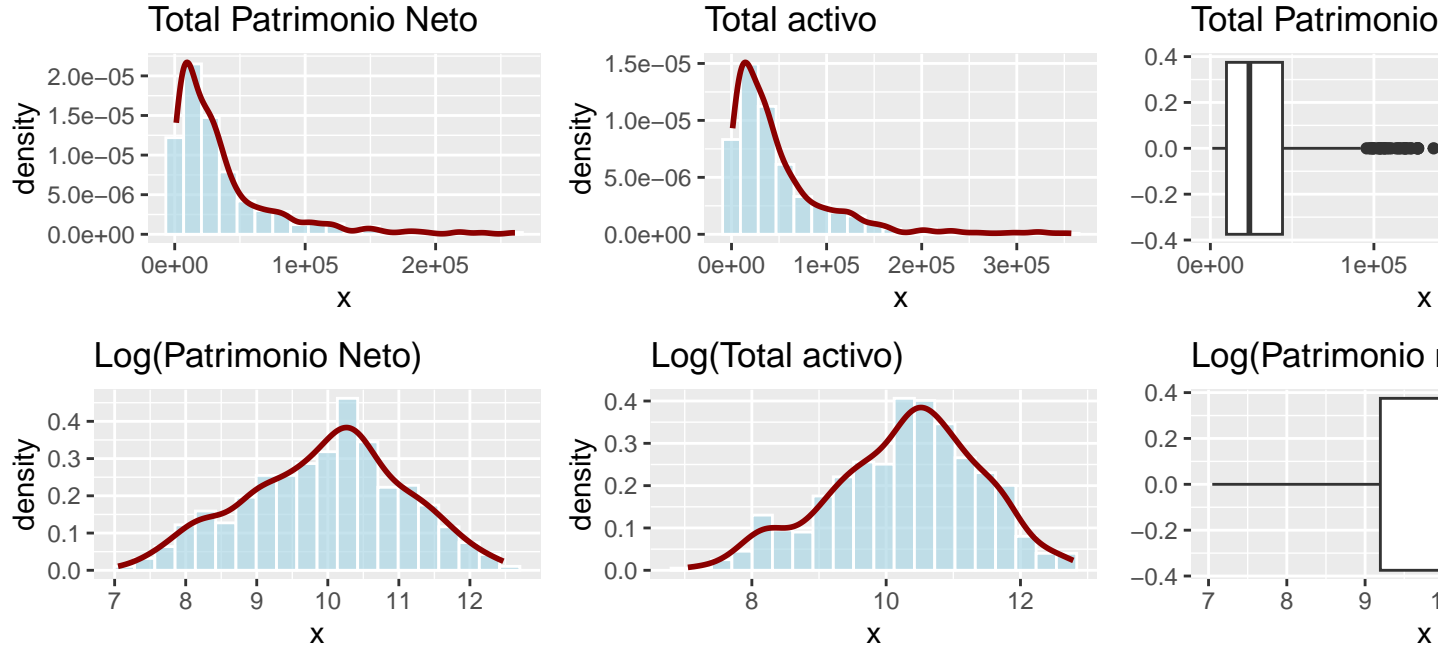 Total Patrimonio Neto
density
2.0e−05
1.5e−05
1.0e−05
5.0e−06
0.0e+00
0e+00 1e+05 2e+05
x
Total activo
density
1.5e−05
1.0e−05
5.0e−06
0.0e+00
0e+00 1e+05 2e+05 3e+05
x
Total Patrimonio
0.4
0.2
0.0
−0.2
−0.4
0e+00 1e+05
x
Log(Patrimonio Neto)
density
0.4
0.3
0.2
0.1
0.0
7 8 9 10 11 12
x
Log(Total activo)
density
0.4
0.3
0.2
0.1
0.0
8 10 12
x
Log(Patrimonio
0.4
0.2
0.0
−0.2
−0.4
7 8 9
x